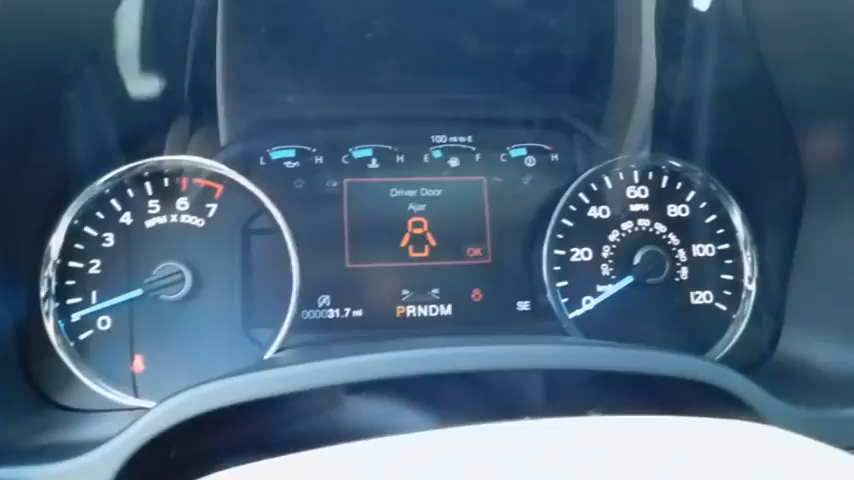 100 mi to E
L H C H E F C H
Driver Door
Ajar
OK
0 1 2 3 4 5 6 7
RPM X 1000
0 20 40 60 80 100 120
MPH
000031.7 mi
PRNDM
SE